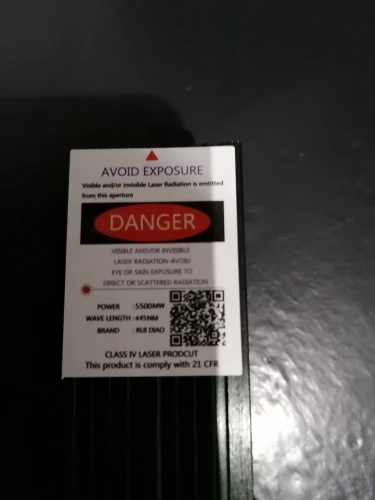 AVOID EXPOSURE
Visible and/or invisible Laser Radiation is emitted
from this aperture
DANGER
VISIBLE AND/OR INVISIBLE
LASER RADIATION-AVOID
EYE OR SKIN EXPOSURE TO
DIRECT OR SCATTERED RADIATION
POWER : 5500MW
WAVE LENGTH : 445NM
BRAND : RUI DIAO
CLASS IV LASER PRODCUT
This product is comply with 21 CFR